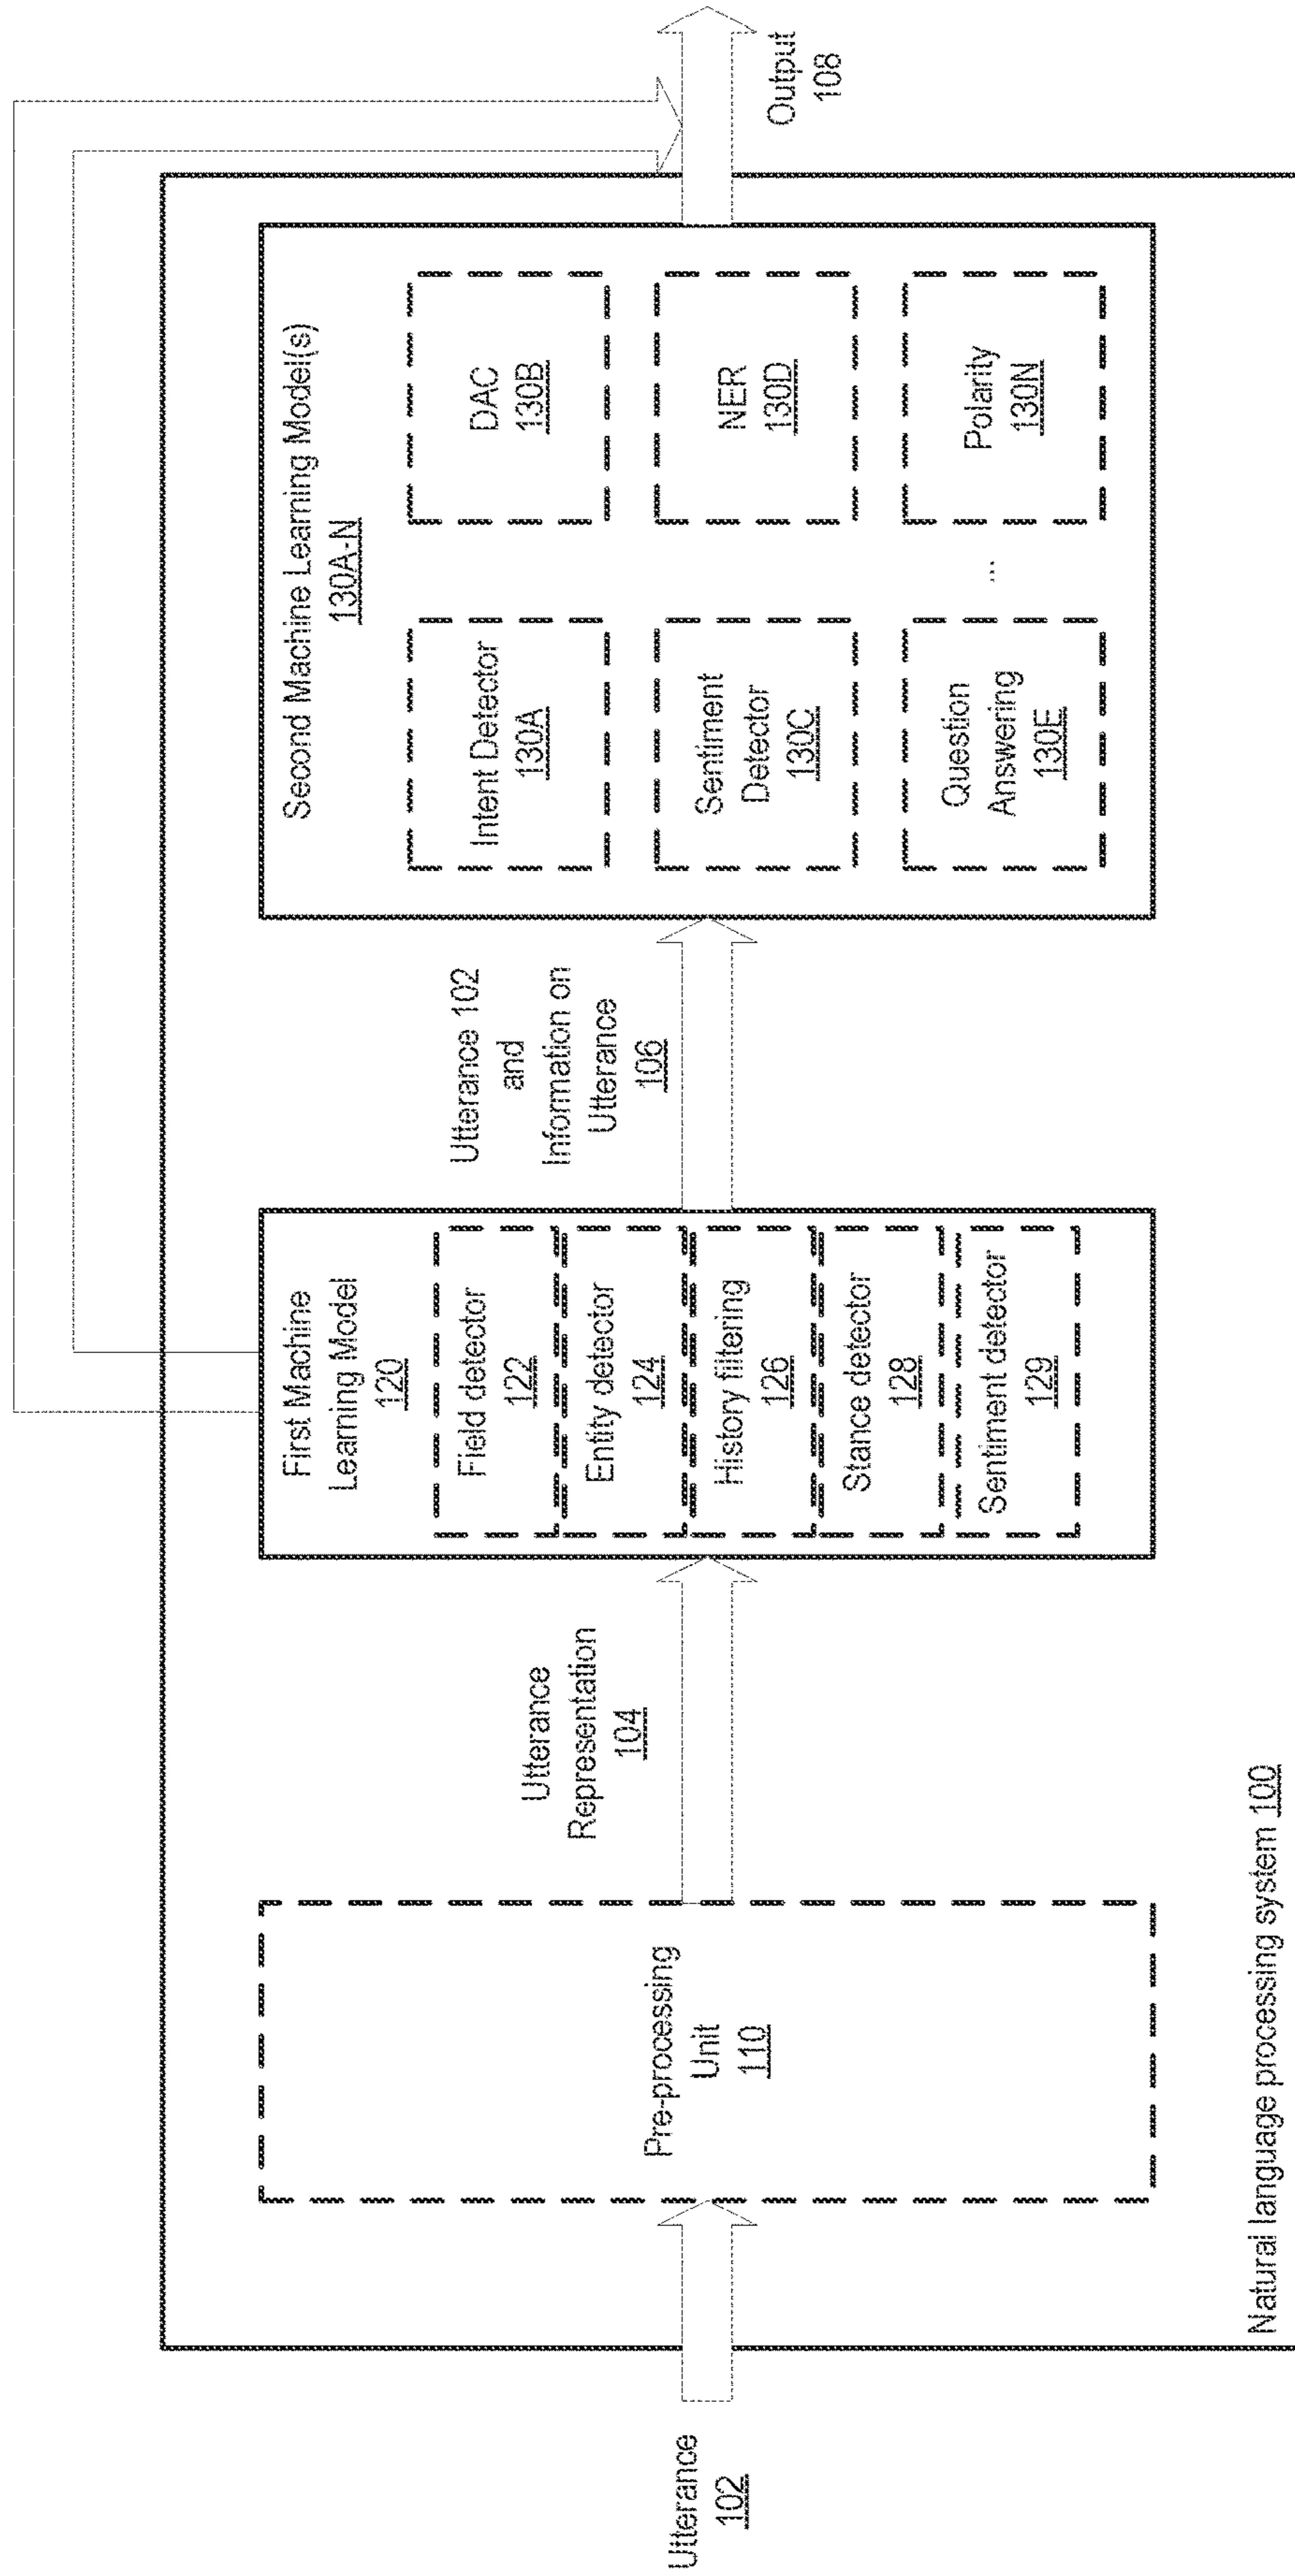 Utterance
102
Pre-processing
Unit
110
Utterance
Representation
104
First Machine
Learning Model
120
Field detector
122
Entity detector
124
History filtering
126
Stance detector
128
Sentiment detector
129
Utterance 102
and
Information on
Utterance
106
Second Machine Learning Model(s)
130A-N
Intent Detector
130A
DAC
130B
Sentiment
Detector
130C
NER
130D
Question
Answering
130E
...
Polarity
130N
Output
108
Natural language processing system 100